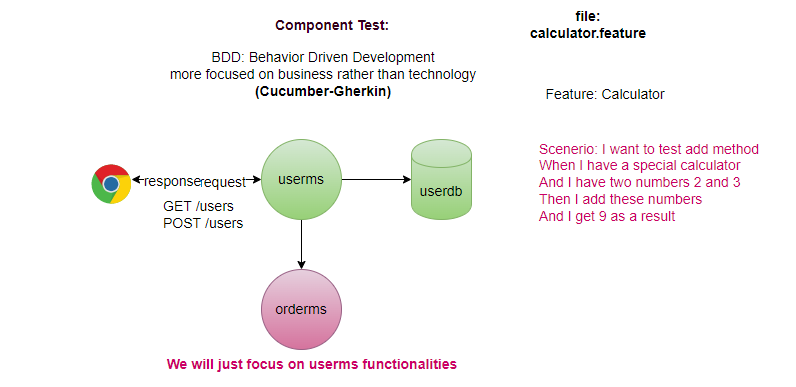 Component Test:
BDD: Behavior Driven Development
more focused on business rather than technology
(Cucumber-Gherkin)
file:
calculator.feature
Feature: Calculator
Scenerio: I want to test add method
When I have a special calculator
And I have two numbers 2 and 3
Then I add these numbers
And I get 9 as a result
response
request
GET /users
POST /users
userms
userdb
orderms
We will just focus on userms functionalities